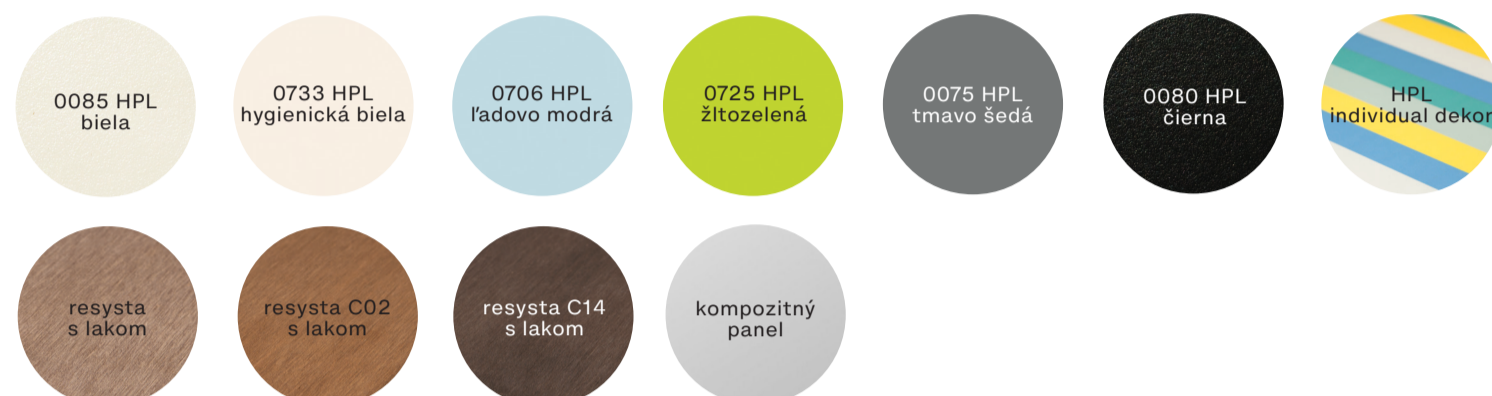 0085 HPL
biela
0733 HPL
hygienická biela
0706 HPL
ľadovo modrá
0725 HPL
žltozelená
0075 HPL
tmavo šedá
0080 HPL
čierna
HPL
individual dekor
resysta
s lakom
resysta C02
s lakom
resysta C14
s lakom
kompozitný
panel